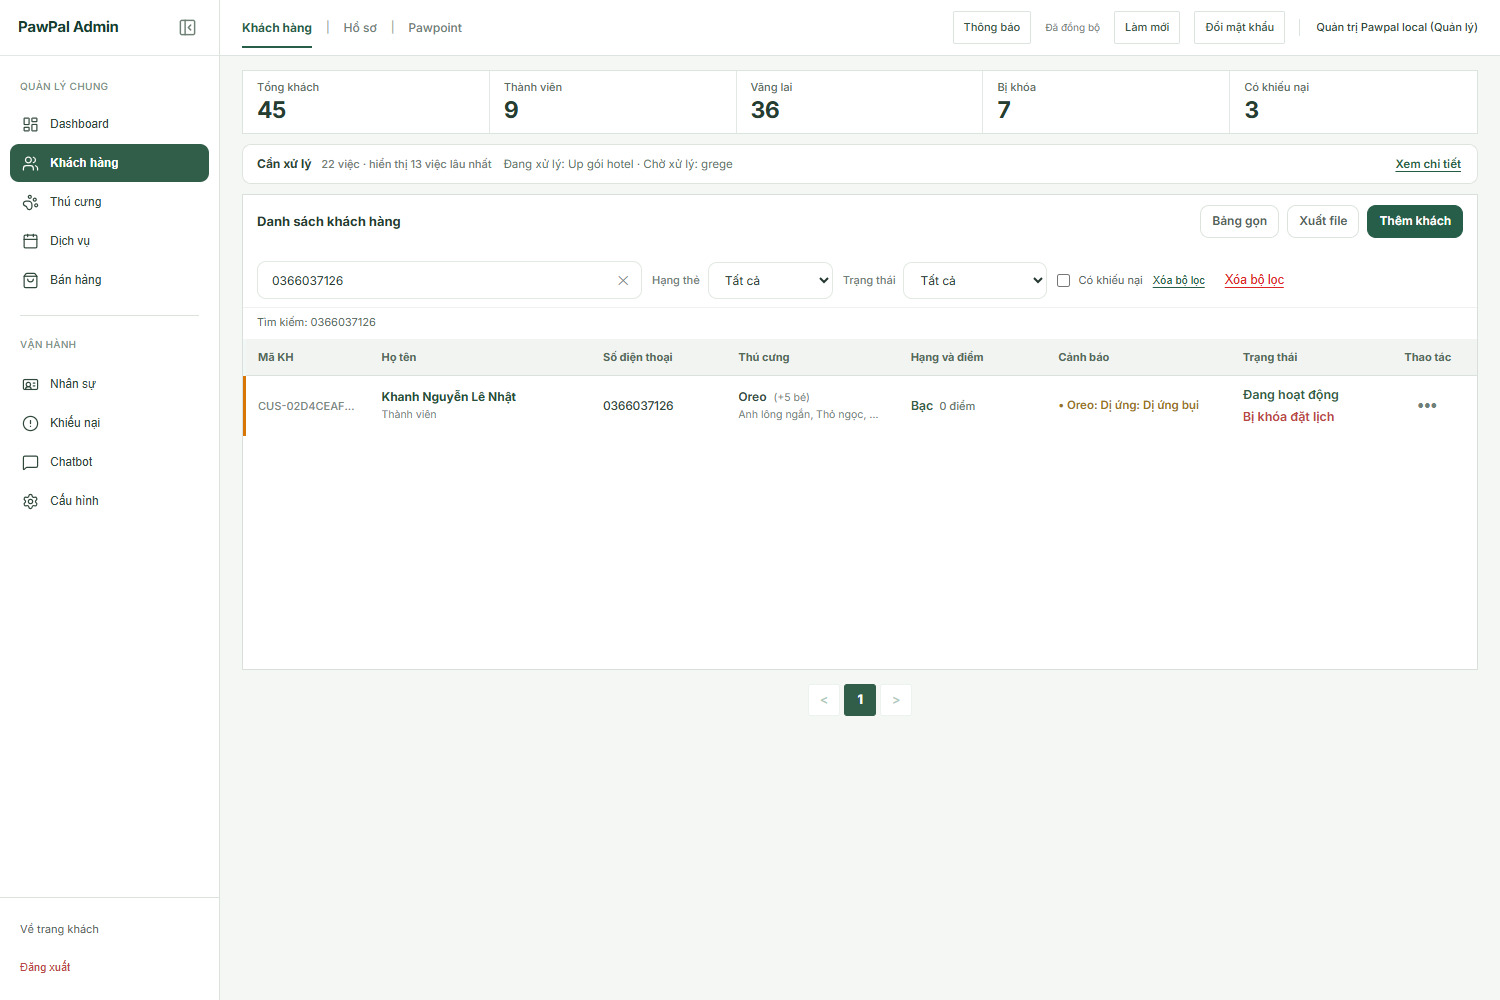 PawPal Admin
QUẢN LÝ CHUNG
Dashboard
Khách hàng
Thú cưng
Dịch vụ
Bán hàng
VẬN HÀNH
Nhân sự
Khiếu nại
Chatbot
Cấu hình
Về trang khách
Đăng xuất
Khách hàng | Hồ sơ | Pawpoint
Thông báo Đã đồng bộ Làm mới Đổi mật khẩu Quản trị Pawpal local (Quản lý)
Tổng khách Thành viên Vãng lai Bị khóa Có khiếu nại
45 9 36 7 3
Cần xử lý 22 việc · hiển thị 13 việc lâu nhất Đang xử lý: Up gói hotel · Chờ xử lý: grege Xem chi tiết
Danh sách khách hàng Bảng gọn Xuất file Thêm khách
0366037126 Hạng thẻ Tất cả Trạng thái Tất cả Có khiếu nại Xóa bộ lọc Xóa bộ lọc
Tìm kiếm: 0366037126
Mã KH Họ tên Số điện thoại Thú cưng Hạng và điểm Cảnh báo Trạng thái Thao tác
CUS-02D4CEAF... Khanh Nguyễn Lê Nhật 0366037126 Oreo (+5 bé) Bạc 0 điểm • Oreo: Dị ứng: Dị ứng bụi Đang hoạt động •••
Thành viên Anh lông ngắn, Thỏ ngọc, ... Bị khóa đặt lịch
< 1 >